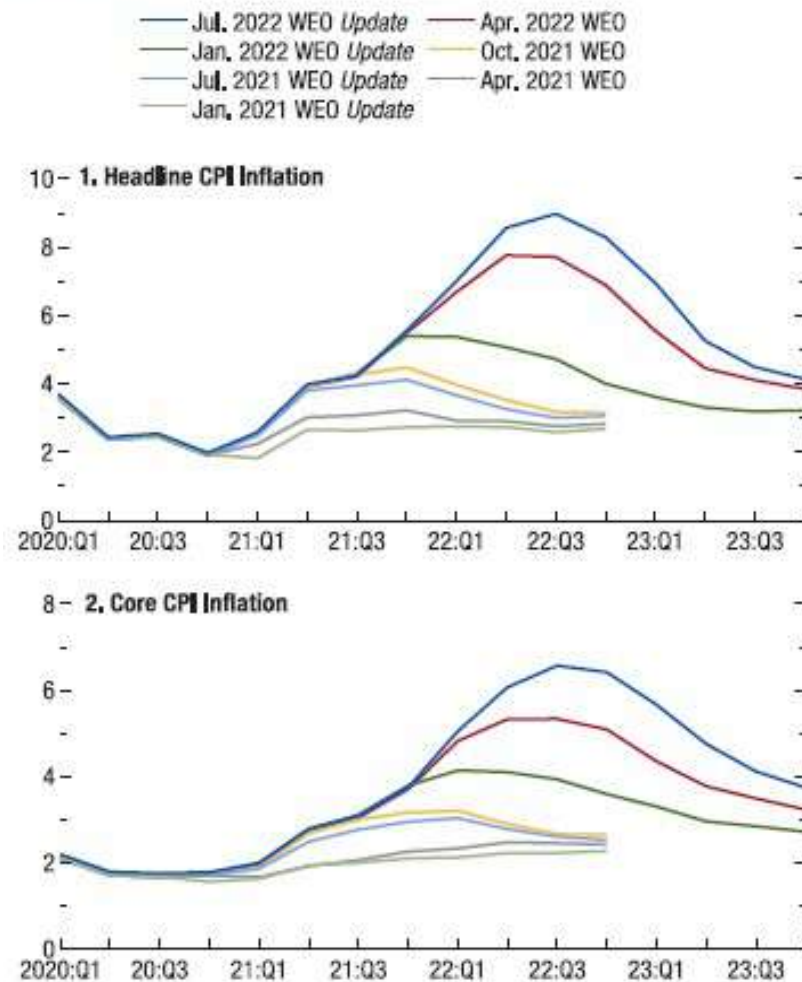 Jul. 2022 WEO Update Apr. 2022 WEO
Jan. 2022 WEO Update Oct. 2021 WEO
Jul. 2021 WEO Update Apr. 2021 WEO
Jan. 2021 WEO Update
1. Headline CPI Inflation
10
8
6
4
2
0
2020:Q1 20:Q3 21:Q1 21:Q3 22:Q1 22:Q3 23:Q1 23:Q3
2. Core CPI Inflation
8
6
4
2
0
2020:Q1 20:Q3 21:Q1 21:Q3 22:Q1 22:Q3 23:Q1 23:Q3